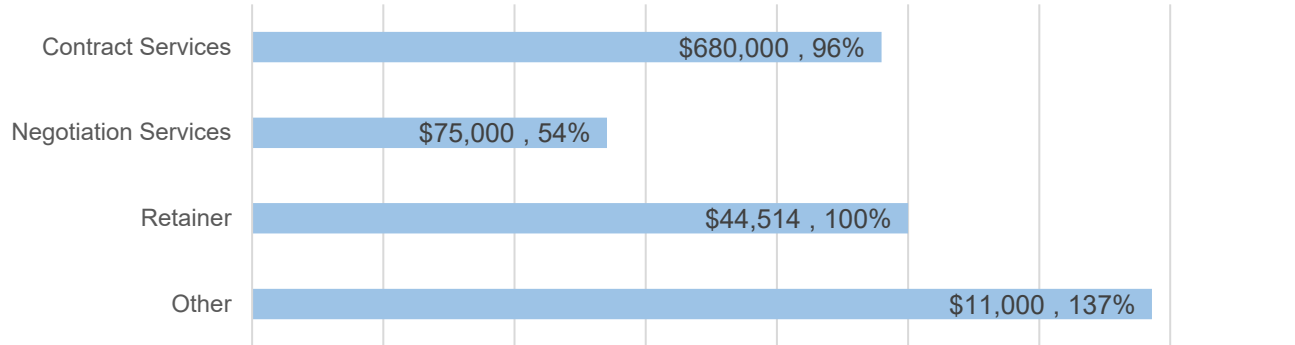 Contract Services $680,000 , 96%
Negotiation Services $75,000 , 54%
Retainer $44,514 , 100%
Other $11,000 , 137%